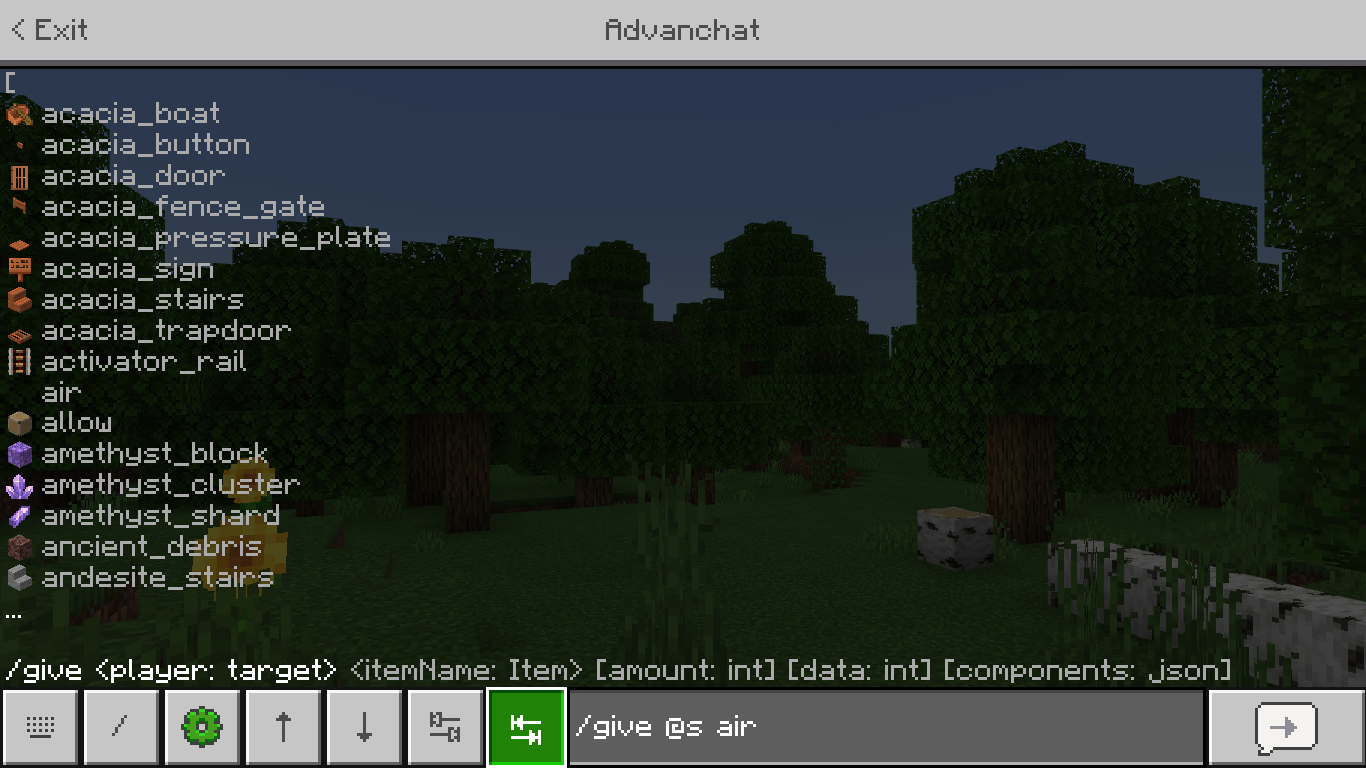 < Exit
Advanchat
[
acacia_boat
acacia_button
acacia_door
acacia_fence_gate
acacia_pressure_plate
acacia_sign
acacia_stairs
acacia_trapdoor
activator_rail
air
allow
amethyst_block
amethyst_cluster
amethyst_shard
ancient_debris
andesite_stairs
...
/give <player: target> <itemName: Item> [amount: int] [data: int] [components: .json]
/
/give @s air